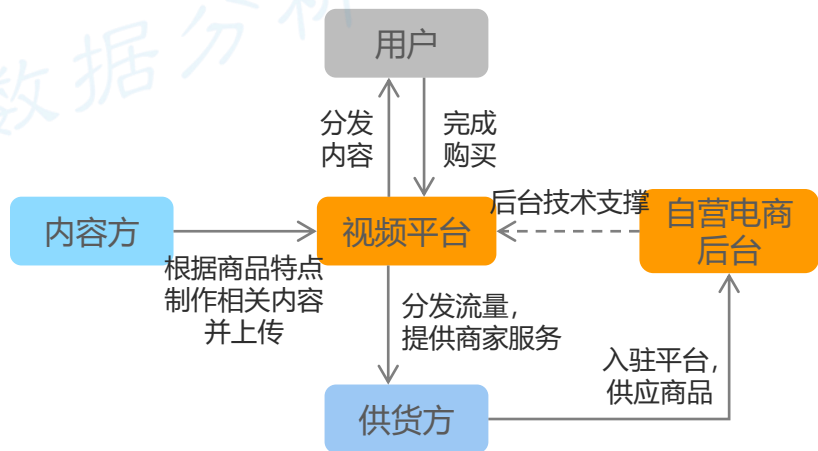 数据分析
用户
分发
内容
完成
购买
后台技术支撑
内容方
视频平台
自营电商
后台
根据商品特点
制作相关内容
并上传
分发流量，
提供商家服务
入驻平台，
供应商品
供货方